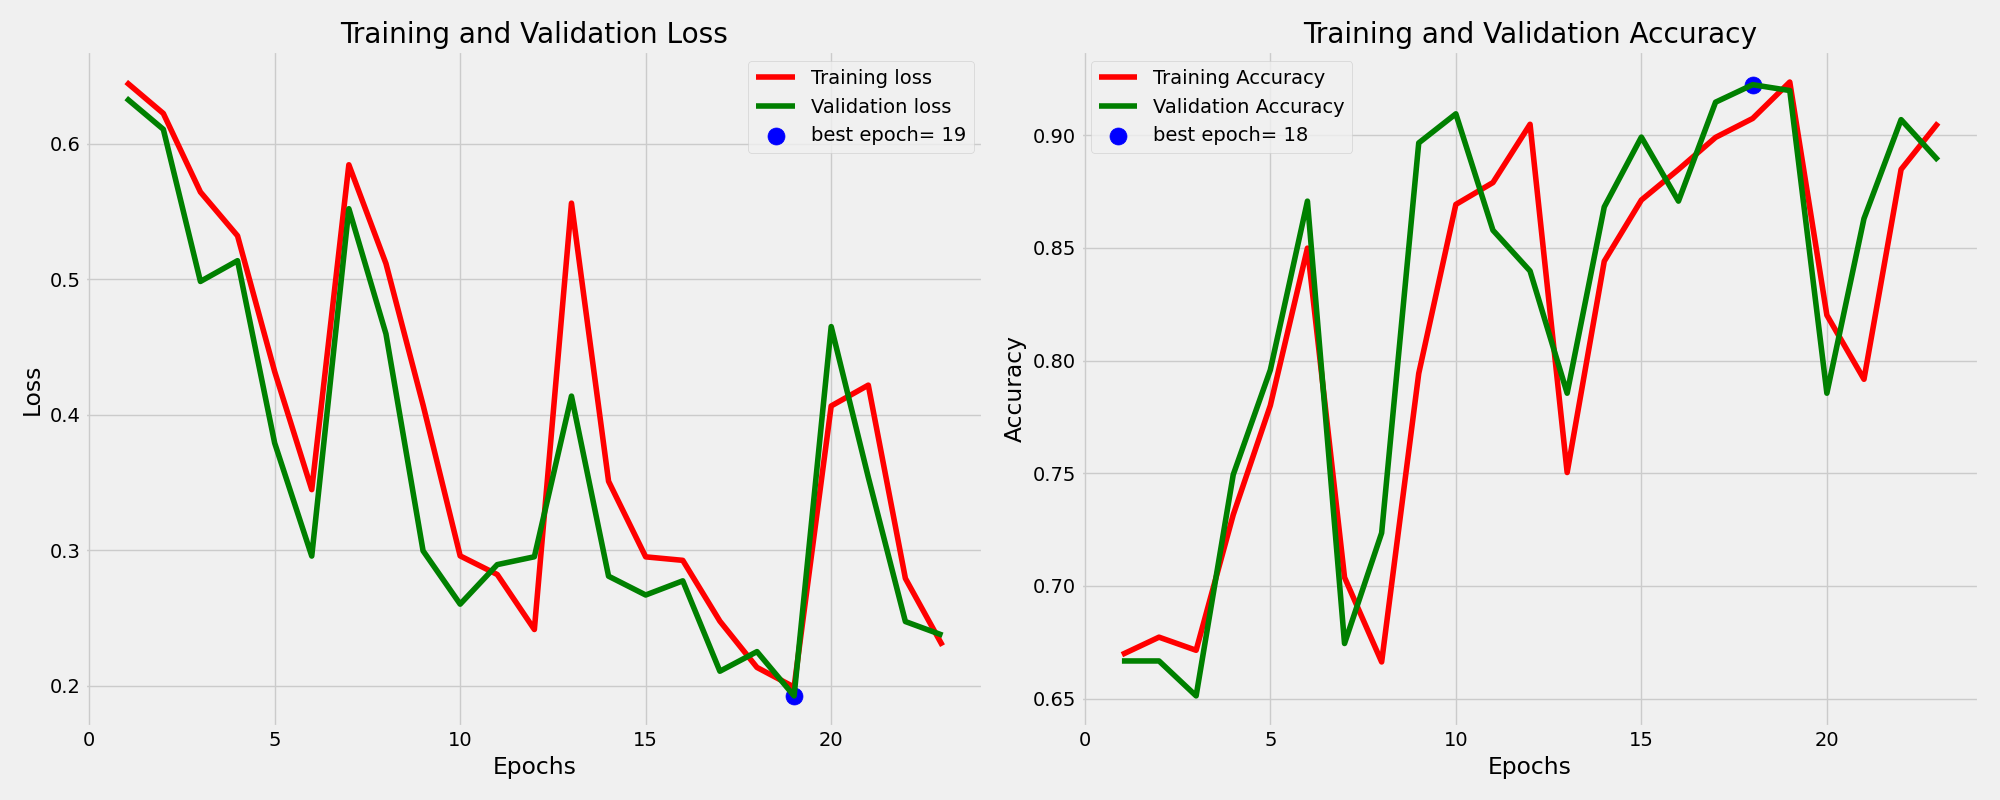 Training and Validation Loss
Training loss
Validation loss
best epoch= 19
0.6
0.5
0.4
0.3
0.2
Loss
0 5 10 15 20
Epochs
Training and Validation Accuracy
Training Accuracy
Validation Accuracy
best epoch= 18
0.90
0.85
0.80
0.75
0.70
0.65
Accuracy
0 5 10 15 20
Epochs